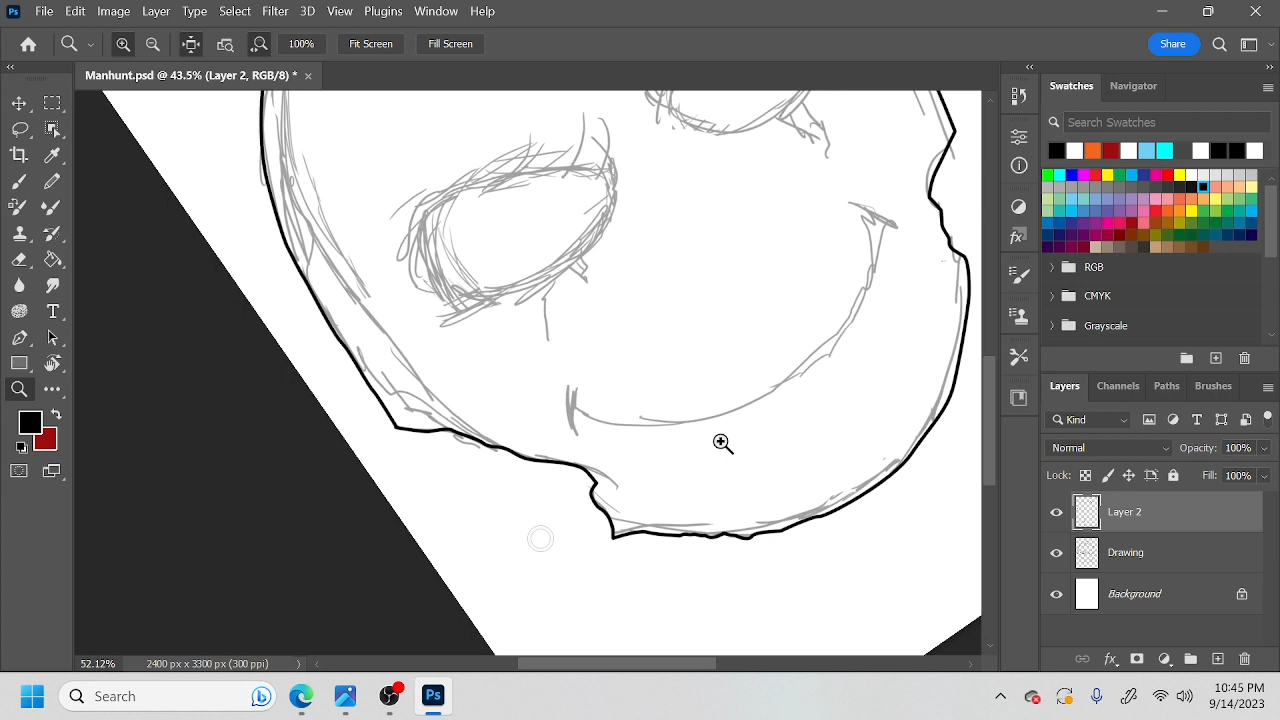 Ps File Edit Image Layer Type Select Filter 3D View Plugins Window Help
100% Fit Screen Fill Screen Share
Manhunt.psd @ 43.5% (Layer 2, RGB/8) * ×
Swatches Navigator
Search Swatches
RGB
CMYK
Grayscale
Layers Channels Paths Brushes
Kind
Normal Opacity: 100%
Lock: Fill: 100%
Layer 2
Drawing
Background
52.12% 2400 px x 3300 px (300 ppi)
Search Ps 10:45 PM
9/14/2023